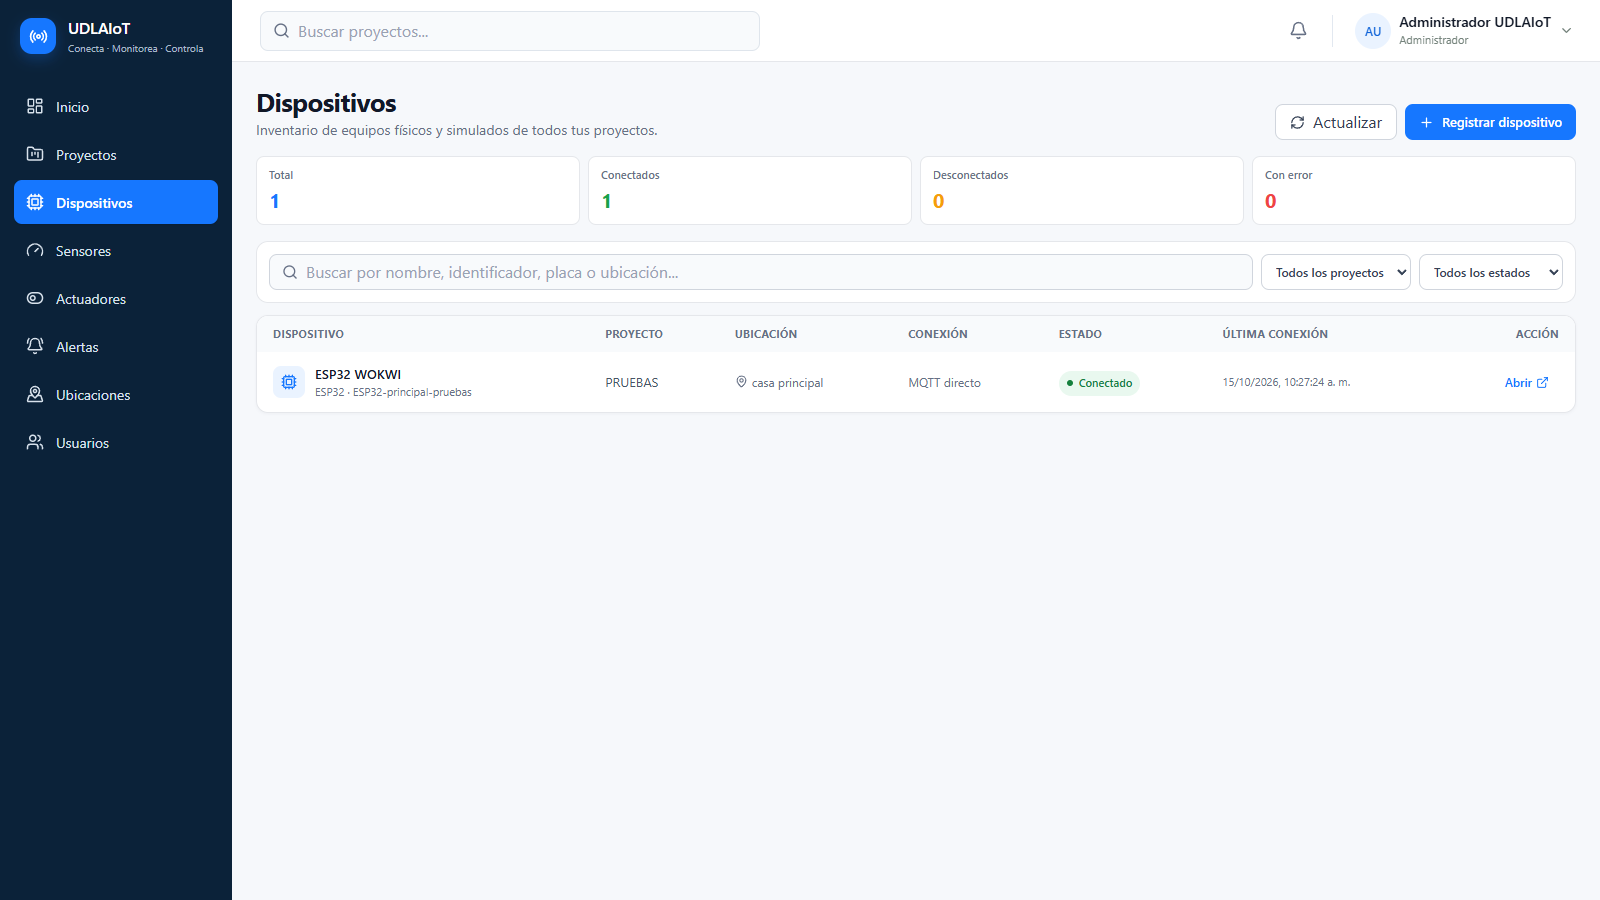 UDLAIoT
Conecta · Monitorea · Controla
Inicio
Proyectos
Dispositivos
Sensores
Actuadores
Alertas
Ubicaciones
Usuarios
Buscar proyectos...
AU
Administrador UDLAIoT
Administrador
Dispositivos
Inventario de equipos físicos y simulados de todos tus proyectos.
Actualizar
Registrar dispositivo
Total
1
Conectados
1
Desconectados
0
Con error
0
Buscar por nombre, identificador, placa o ubicación...
Todos los proyectos
Todos los estados
DISPOSITIVO PROYECTO UBICACIÓN CONEXIÓN ESTADO ÚLTIMA CONEXIÓN ACCIÓN
ESP32 WOKWI
ESP32 · ESP32-principal-pruebas
PRUEBAS
casa principal
MQTT directo
Conectado
15/10/2026, 10:27:24 a. m.
Abrir